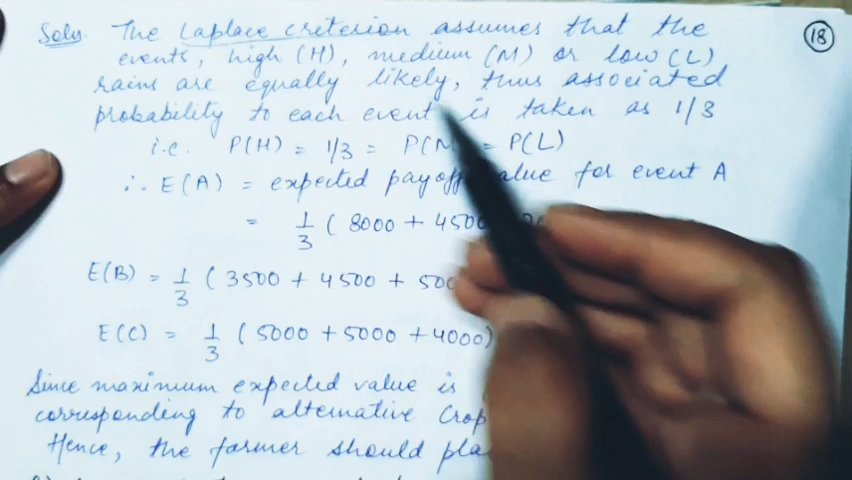 Soln. The Laplace criterion assumes that the
18
events, high (H), medium (M) or low (L)
rains are equally likely, thus associated
probability to each event is taken as 1/3
i.e. P(H) = 1/3 = P(M) = P(L)
∴ E(A) = expected payoff value for event A
= 1/3 ( 8000 + 4500
E(B) = 1/3 ( 3500 + 4500 + 500
E(C) = 1/3 ( 5000 + 5000 + 4000)
Since maximum expected value is
corresponding to alternative Crop
Hence, the farmer should